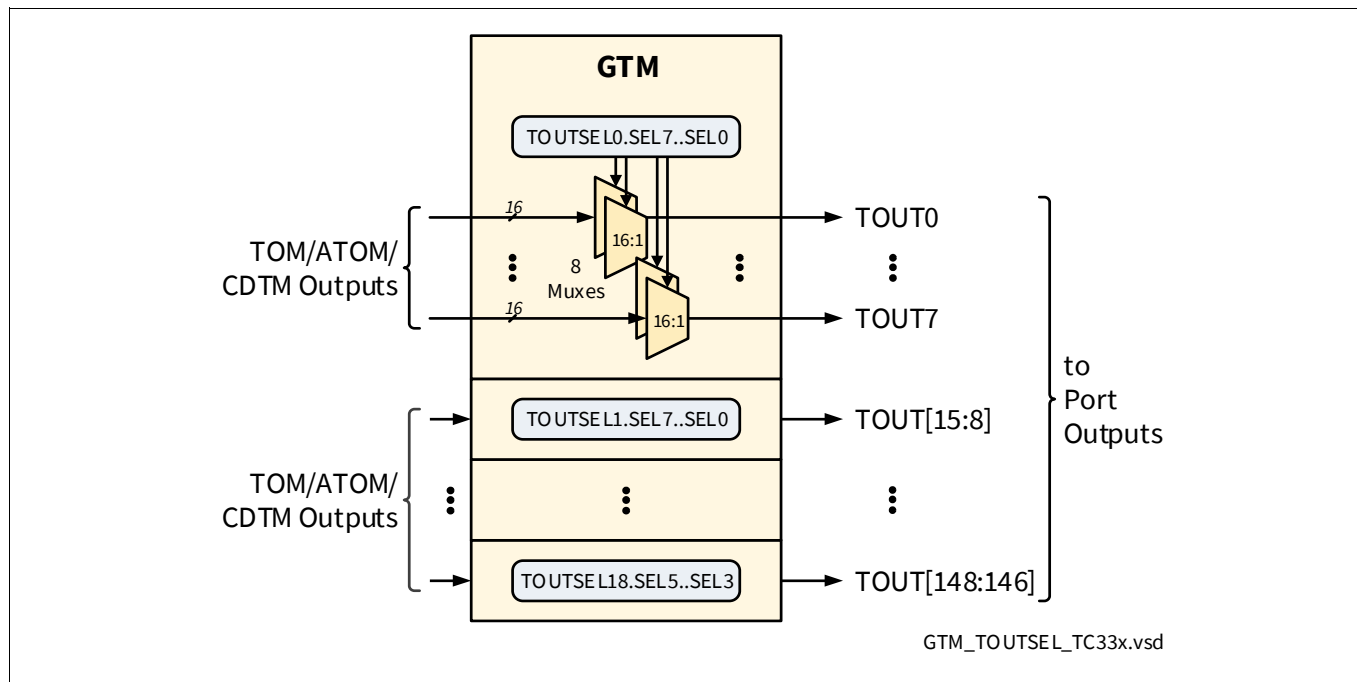 GTM
TOUTSEL0.SEL7..SEL0
16
TOUT0
16:1
TOM/ATOM/
CDTM Outputs
8
Muxes
16
16:1
TOUT7
to
Port
Outputs
TOUTSEL1.SEL7..SEL0
TOUT[15:8]
TOM/ATOM/
CDTM Outputs
TOUTSEL18.SEL5..SEL3
TOUT[148:146]
GTM_TOUTSEL_TC33x.vsd